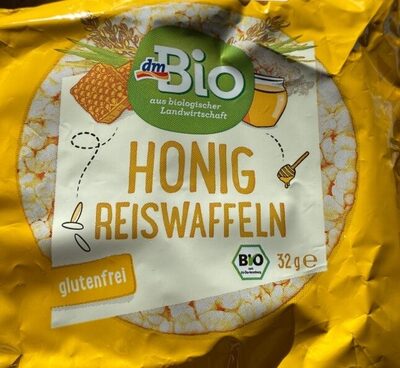 dm
Bio
aus biologischer
Landwirtschaft
HONIG
REISWAFFELN
glutenfrei
BIO
32 g e